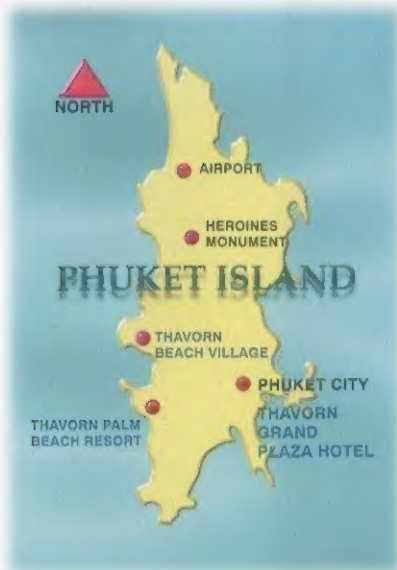 NORTH
AIRPORT
HEROINES
MONUMENT
PHUKET ISLAND
THAVORN
BEACH VILLAGE
PHUKET CITY
THAVORN
GRAND
PLAZA HOTEL
THAVORN PALM
BEACH RESORT